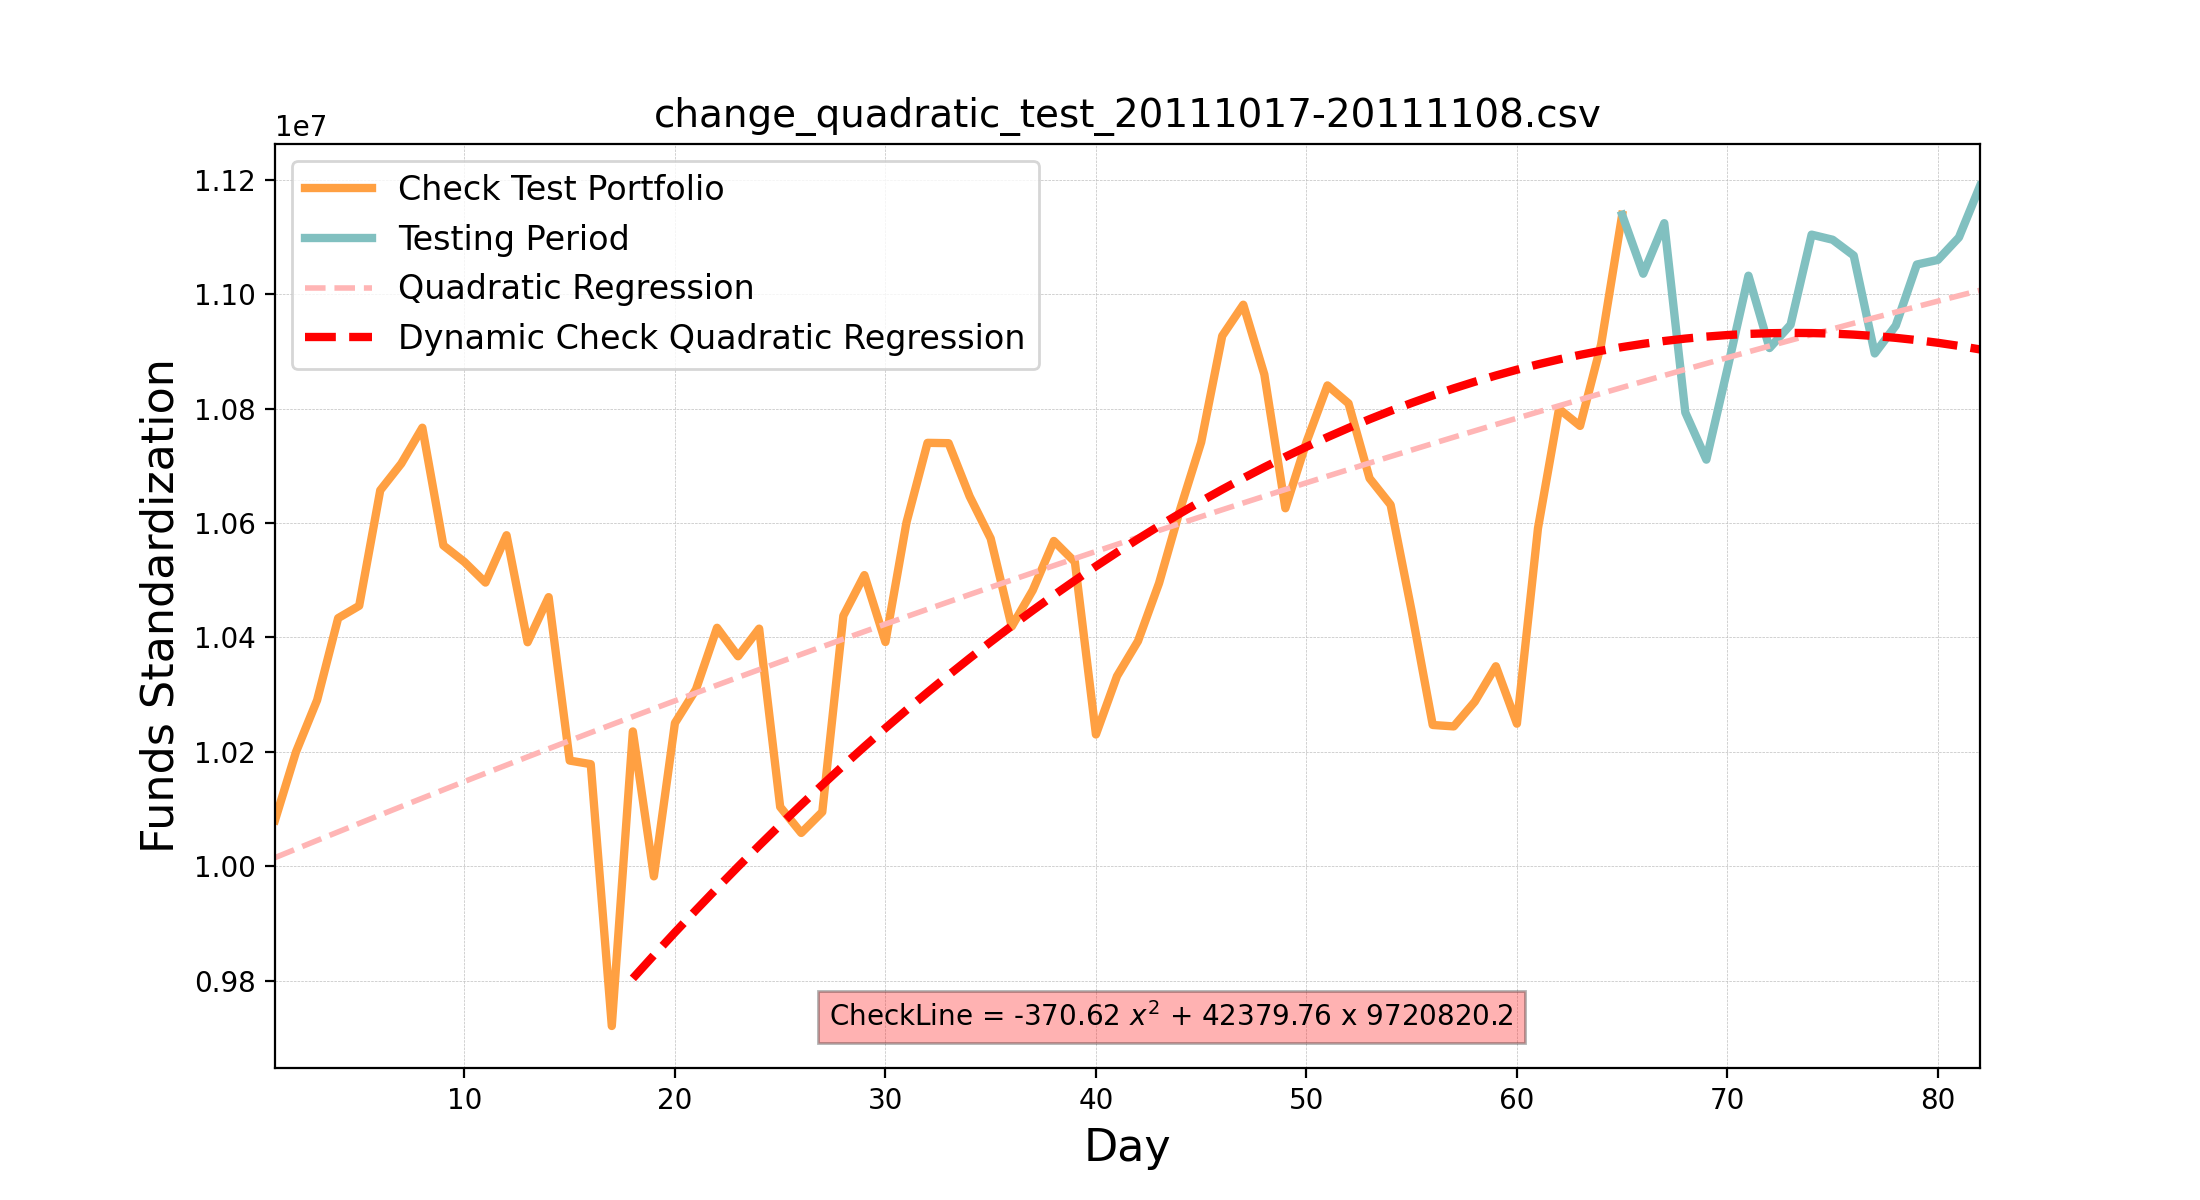 change_quadratic_test_20111017-20111108.csv
1e7
Check Test Portfolio
Testing Period
Quadratic Regression
Dynamic Check Quadratic Regression
Funds Standardization
1.12
1.10
1.08
1.06
1.04
1.02
1.00
0.98
CheckLine = -370.62 x² + 42379.76 x 9720820.2
10 20 30 40 50 60 70 80
Day